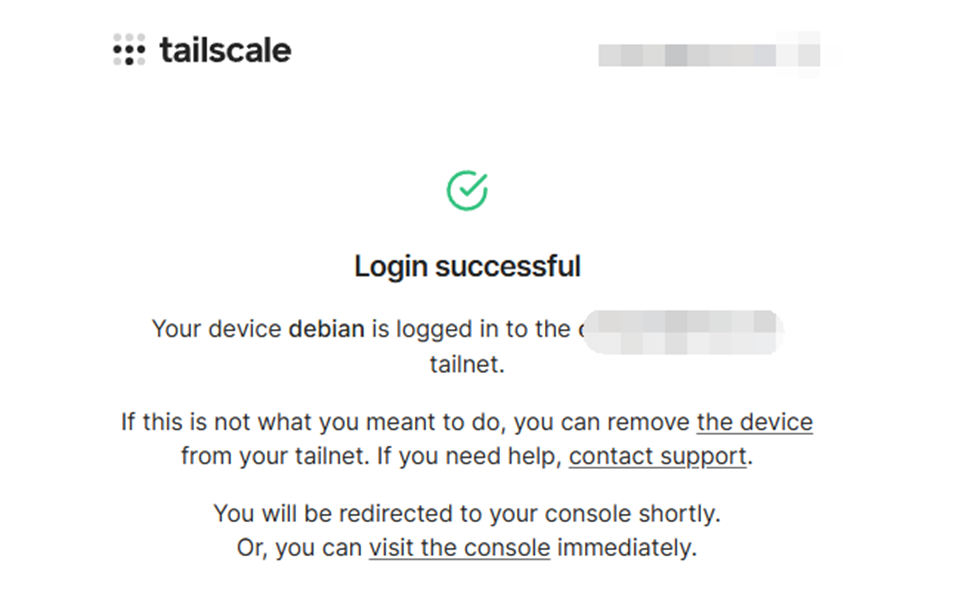 tailscale
Login successful
Your device debian is logged in to the
tailnet.
If this is not what you meant to do, you can remove the device
from your tailnet. If you need help, contact support.
You will be redirected to your console shortly.
Or, you can visit the console immediately.